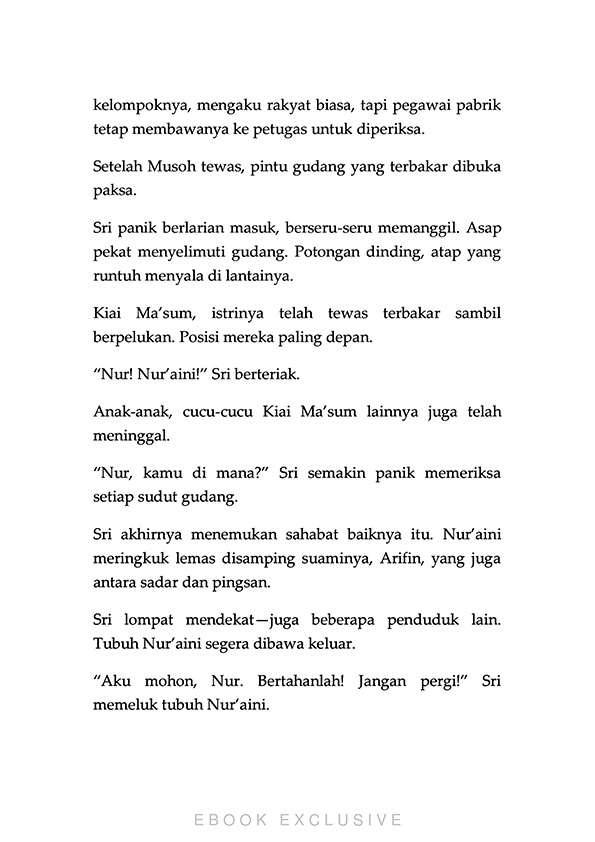 kelompoknya, mengaku rakyat biasa, tapi pegawai pabrik
tetap membawanya ke petugas untuk diperiksa.
Setelah Musoh tewas, pintu gudang yang terbakar dibuka
paksa.
Sri panik berlarian masuk, berseru-seru memanggil. Asap
pekat menyelimuti gudang. Potongan dinding, atap yang
runtuh menyala di lantainya.
Kiai Ma’sum, istrinya telah tewas terbakar sambil
berpelukan. Posisi mereka paling depan.
“Nur! Nur’aini!” Sri berteriak.
Anak-anak, cucu-cucu Kiai Ma’sum lainnya juga telah
meninggal.
“Nur, kamu di mana?” Sri semakin panik memeriksa
setiap sudut gudang.
Sri akhirnya menemukan sahabat baiknya itu. Nur’aini
meringkuk lemas disamping suaminya, Arifin, yang juga
antara sadar dan pingsan.
Sri lompat mendekat—juga beberapa penduduk lain.
Tubuh Nur’aini segera dibawa keluar.
“Aku mohon, Nur. Bertahanlah! Jangan pergi!” Sri
memeluk tubuh Nur’aini.
EBOOK EXCLUSIVE